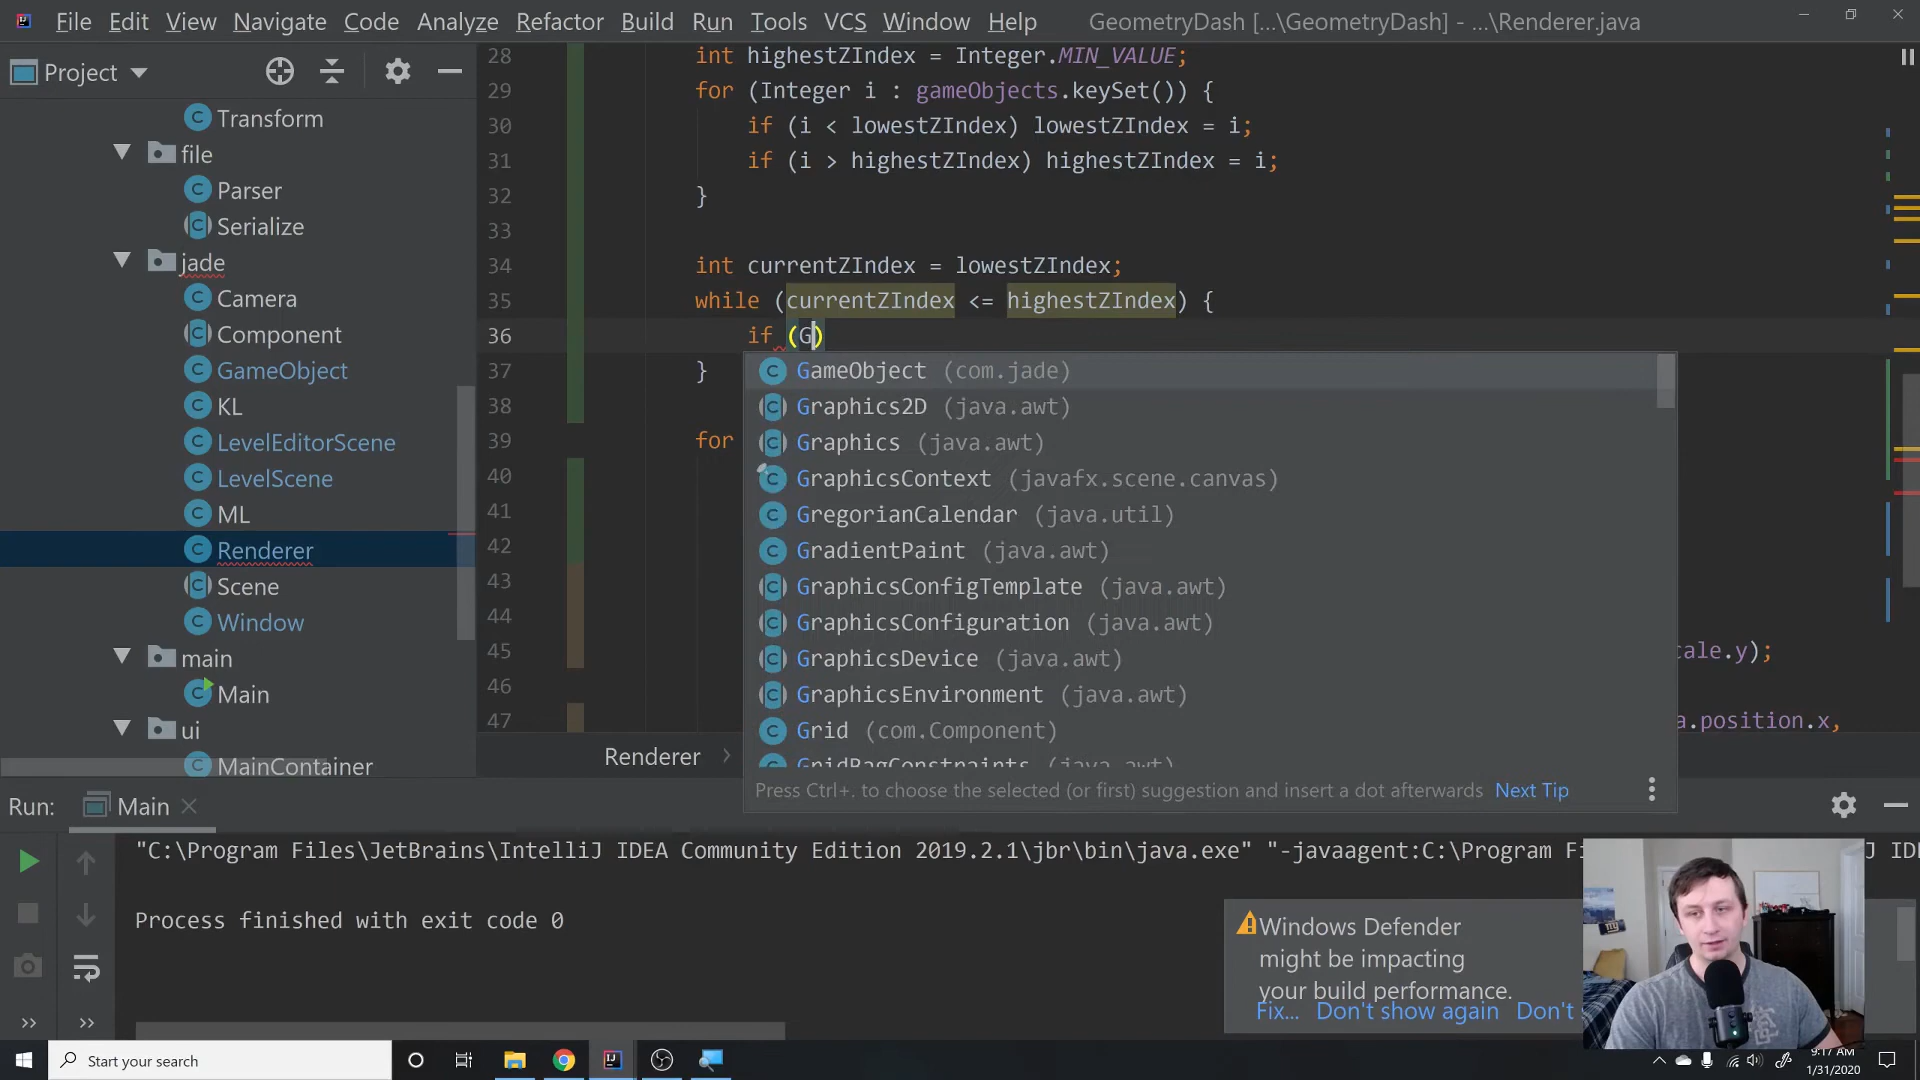 File Edit View Navigate Code Analyze Refactor Build Run Tools VCS Window Help GeometryDash [...\GeometryDash] - ...\Renderer.java
Project
Transform
file
Parser
Serialize
jade
Camera
Component
GameObject
KL
LevelEditorScene
LevelScene
ML
Renderer
Scene
Window
main
Main
ui
MainContainer
28 int highestZIndex = Integer.MIN_VALUE;
29 for (Integer i : gameObjects.keySet()) {
30 if (i < lowestZIndex) lowestZIndex = i;
31 if (i > highestZIndex) highestZIndex = i;
32 }
33
34 int currentZIndex = lowestZIndex;
35 while (currentZIndex <= highestZIndex) {
36 if (G)
37 }
38
39 for
40
41
42
43
44
45 cale.y);
46
47 a.position.x,
GameObject (com.jade)
Graphics2D (java.awt)
Graphics (java.awt)
GraphicsContext (javafx.scene.canvas)
GregorianCalendar (java.util)
GradientPaint (java.awt)
GraphicsConfigTemplate (java.awt)
GraphicsConfiguration (java.awt)
GraphicsDevice (java.awt)
GraphicsEnvironment (java.awt)
Grid (com.Component)
GridBagConstraints (java.awt)
Press Ctrl+. to choose the selected (or first) suggestion and insert a dot afterwards Next Tip
Renderer
Run: Main
"C:\Program Files\JetBrains\IntelliJ IDEA Community Edition 2019.2.1\jbr\bin\java.exe" "-javaagent:C:\Program Fi J IDE
Process finished with exit code 0
Windows Defender
might be impacting
your build performance.
Fix... Don't show again Don't s
Start your search
9:17 AM
1/31/2020